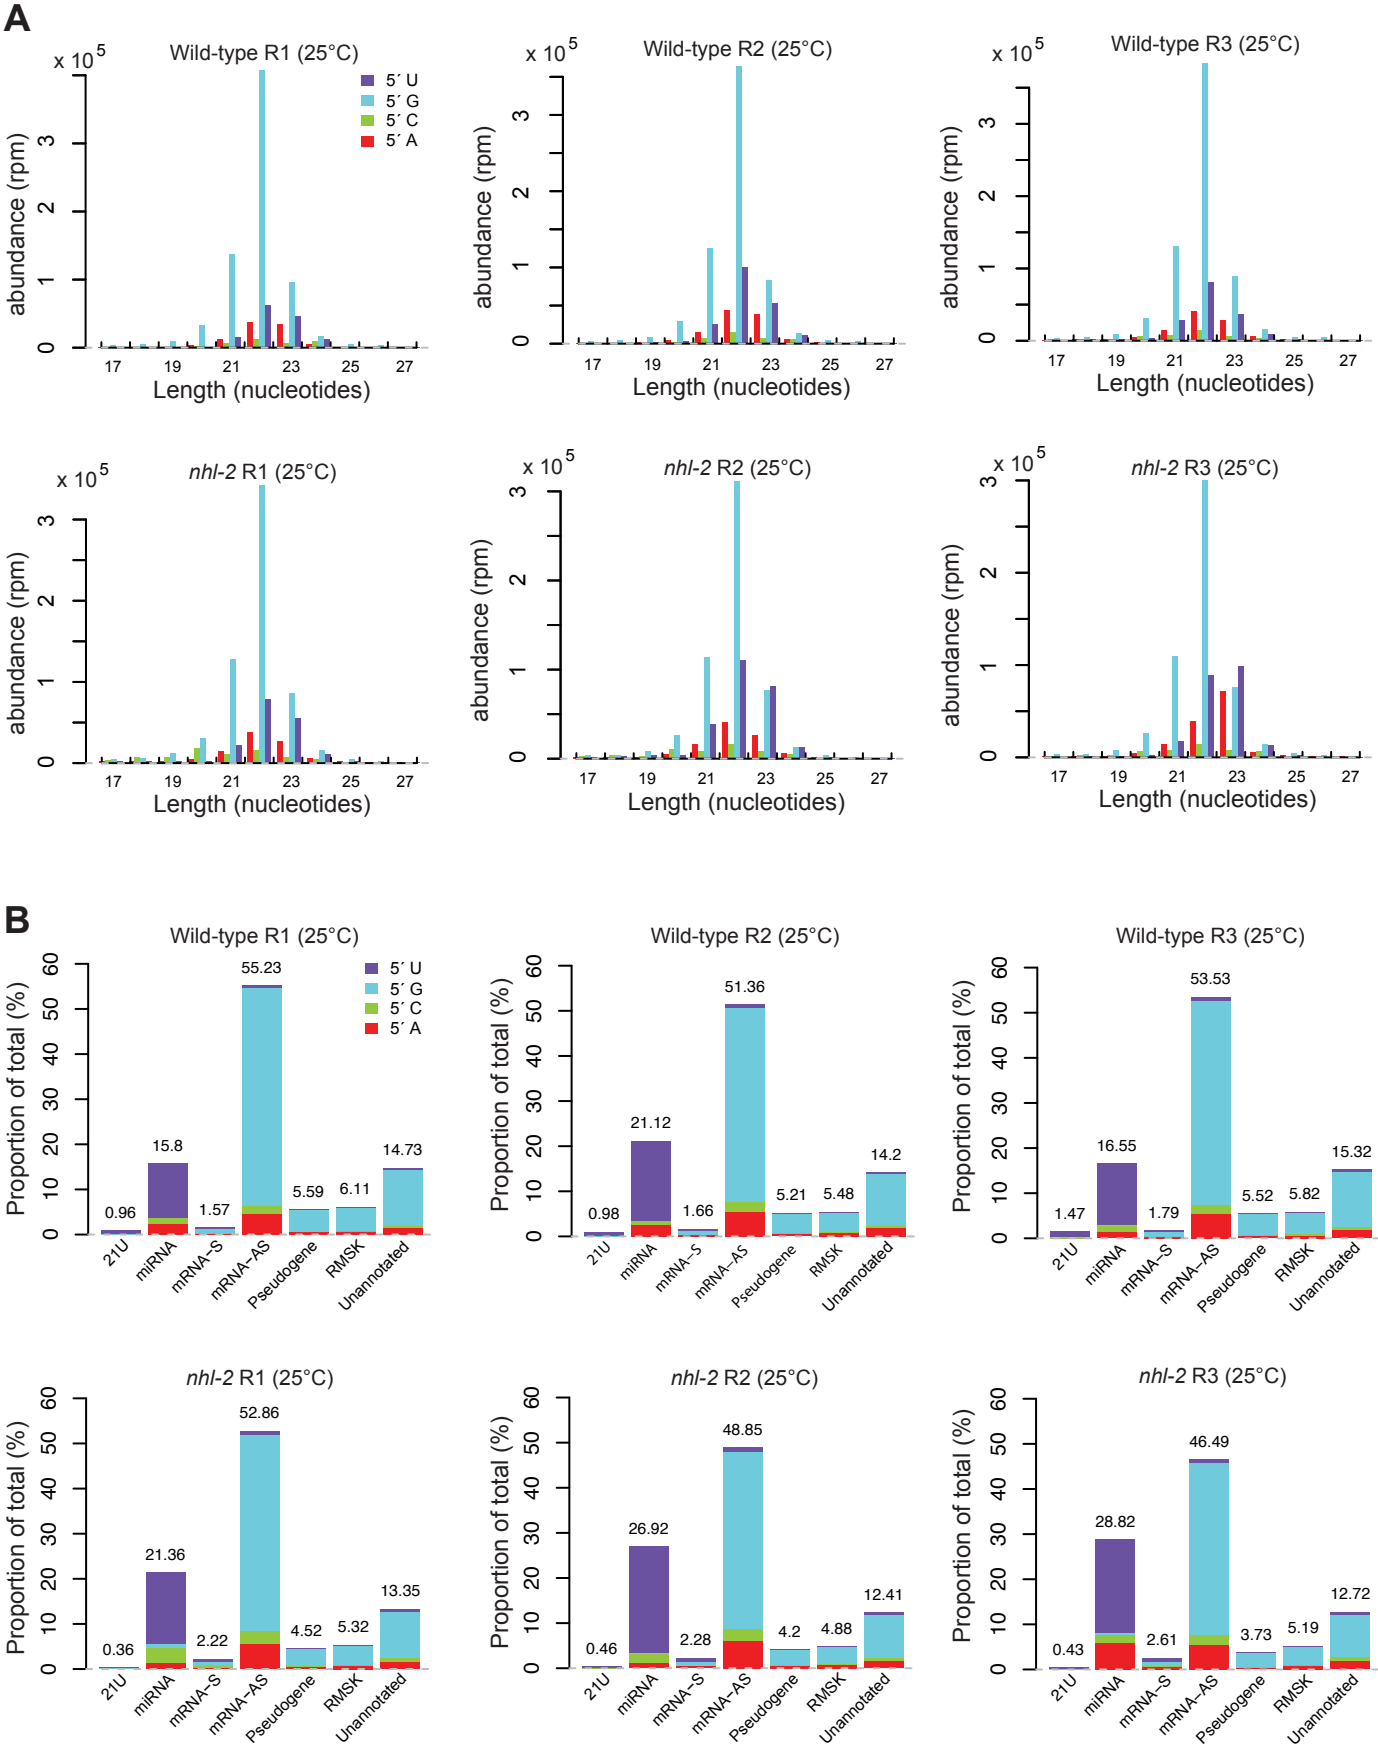 A
Wild-type R1 (25°C)
x 10 5
abundance (rpm)
0 1 2 3
5´ U
5´ G
5´ C
5´ A
17 19 21 23 25 27
Length (nucleotides)
Wild-type R2 (25°C)
x 10 5
abundance (rpm)
0 1 2 3
17 19 21 23 25 27
Length (nucleotides)
Wild-type R3 (25°C)
x 10 5
abundance (rpm)
0 1 2 3
17 19 21 23 25 27
Length (nucleotides)
nhl-2 R1 (25°C)
x 10 5
abundance (rpm)
0 1 2 3
17 19 21 23 25 27
Length (nucleotides)
nhl-2 R2 (25°C)
x 10 5
abundance (rpm)
0 1 2 3
17 19 21 23 25 27
Length (nucleotides)
nhl-2 R3 (25°C)
x 10 5
abundance (rpm)
0 1 2 3
17 19 21 23 25 27
Length (nucleotides)
B
Wild-type R1 (25°C)
Proportion of total (%)
0 10 20 30 40 50 60
5´ U
5´ G
5´ C
5´ A
0.96 15.8 1.57 55.23 5.59 6.11 14.73
21U miRNA mRNA−S mRNA−AS Pseudogene RMSK Unannotated
Wild-type R2 (25°C)
Proportion of total (%)
0 10 20 30 40 50 60
0.98 21.12 1.66 51.36 5.21 5.48 14.2
21U miRNA mRNA−S mRNA−AS Pseudogene RMSK Unannotated
Wild-type R3 (25°C)
Proportion of total (%)
0 10 20 30 40 50 60
1.47 16.55 1.79 53.53 5.52 5.82 15.32
21U miRNA mRNA−S mRNA−AS Pseudogene RMSK Unannotated
nhl-2 R1 (25°C)
Proportion of total (%)
0 10 20 30 40 50 60
0.36 21.36 2.22 52.86 4.52 5.32 13.35
21U miRNA mRNA−S mRNA−AS Pseudogene RMSK Unannotated
nhl-2 R2 (25°C)
Proportion of total (%)
0 10 20 30 40 50 60
0.46 26.92 2.28 48.85 4.2 4.88 12.41
21U miRNA mRNA−S mRNA−AS Pseudogene RMSK Unannotated
nhl-2 R3 (25°C)
Proportion of total (%)
0 10 20 30 40 50 60
0.43 28.82 2.61 46.49 3.73 5.19 12.72
21U miRNA mRNA−S mRNA−AS Pseudogene RMSK Unannotated